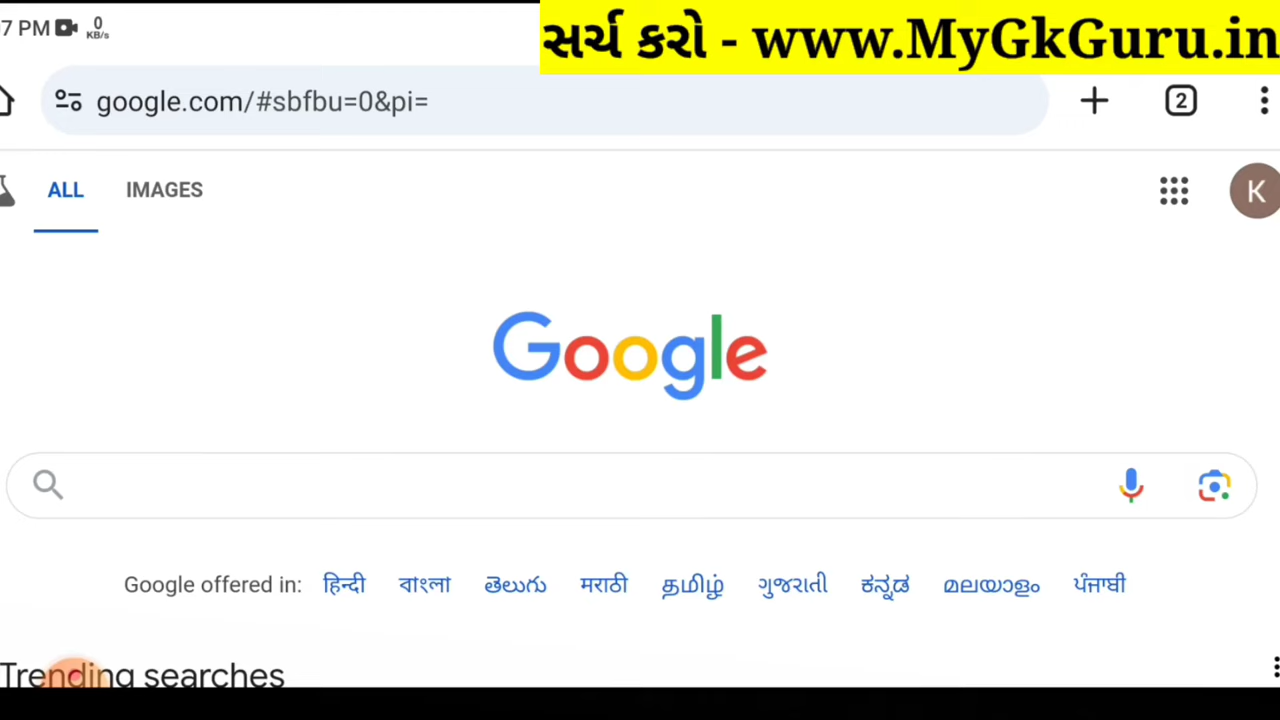 7 PM 0 KB/s
સર્ચ કરો - www.MyGkGuru.in
google.com/#sbfbu=0&pi=
2
ALL IMAGES
K
Google
Google offered in: हिन्दी বাংলা తెలుగు मराठी தமிழ் ગુજરાતી ಕನ್ನಡ മലയാളം ਪੰਜਾਬੀ
Trending searches